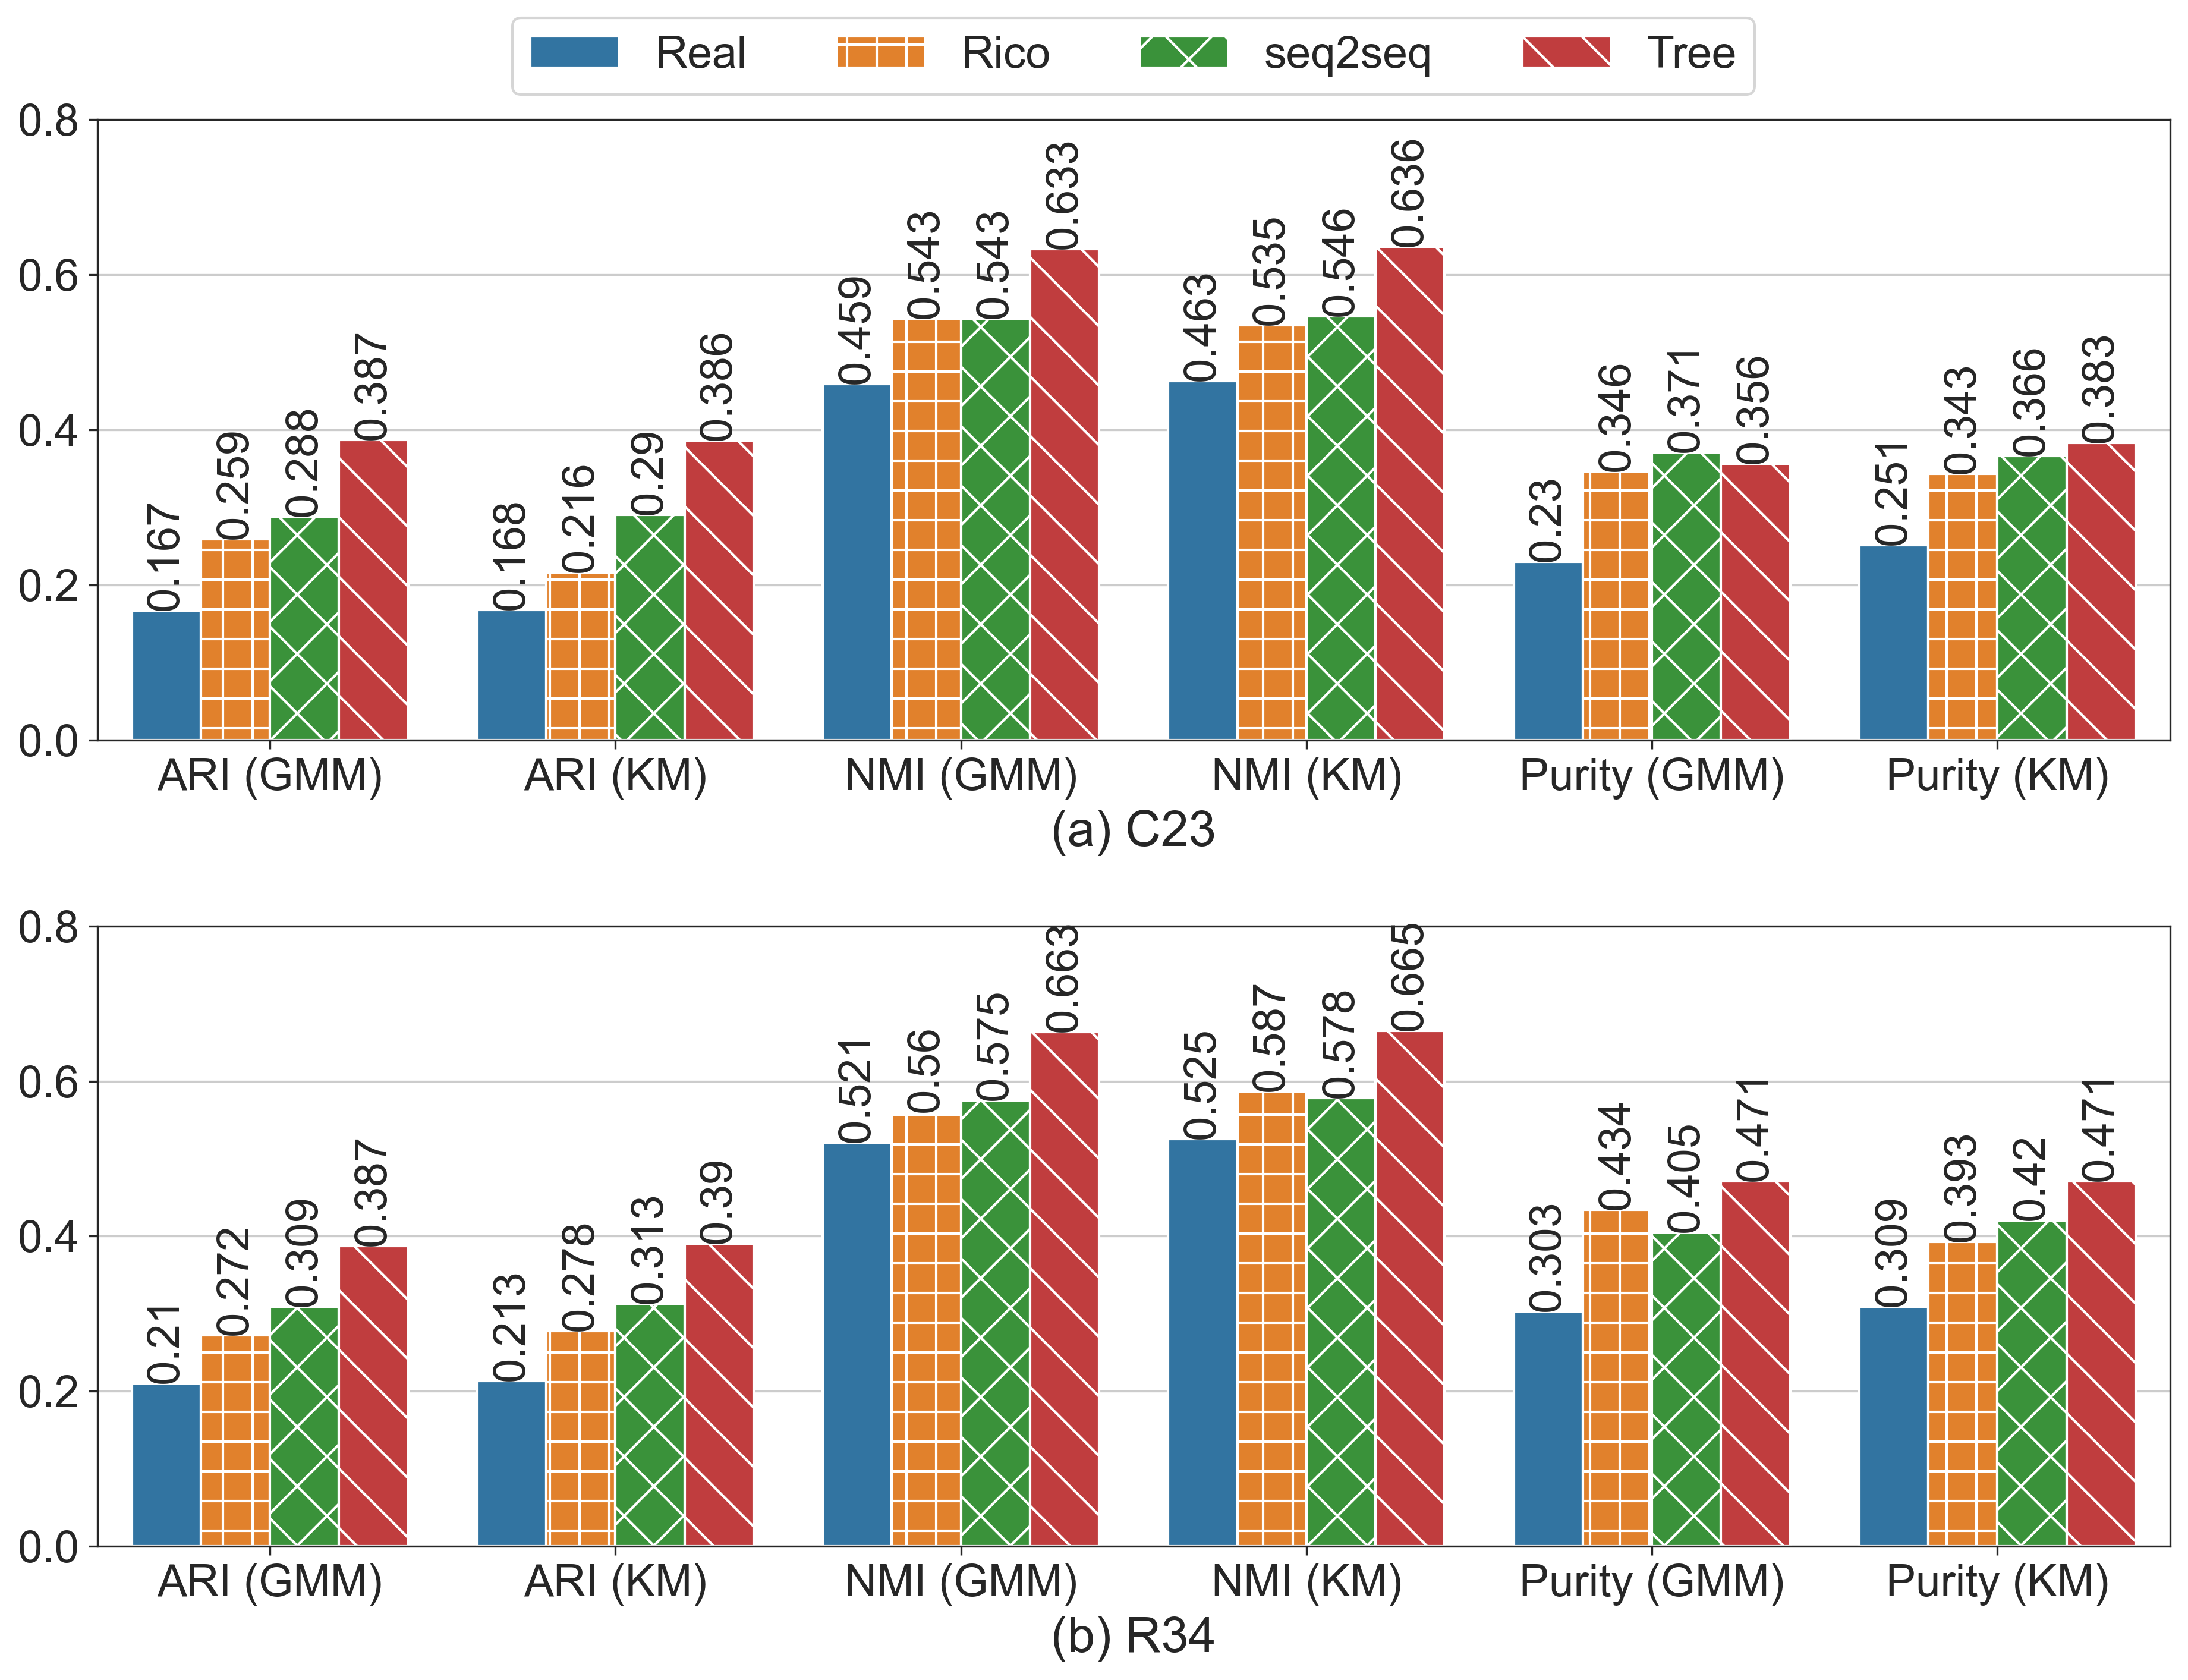 Real Rico seq2seq Tree
0.8
0.6
0.4
0.2
0.0
0.167 0.259 0.288 0.387 0.168 0.216 0.29 0.386 0.459 0.543 0.543 0.633 0.463 0.535 0.546 0.636 0.23 0.346 0.371 0.356 0.251 0.343 0.366 0.383
ARI (GMM) ARI (KM) NMI (GMM) NMI (KM) Purity (GMM) Purity (KM)
(a) C23
0.8
0.6
0.4
0.2
0.0
0.21 0.272 0.309 0.387 0.213 0.278 0.313 0.39 0.521 0.56 0.575 0.663 0.525 0.587 0.578 0.665 0.303 0.434 0.405 0.471 0.309 0.393 0.42 0.471
ARI (GMM) ARI (KM) NMI (GMM) NMI (KM) Purity (GMM) Purity (KM)
(b) R34